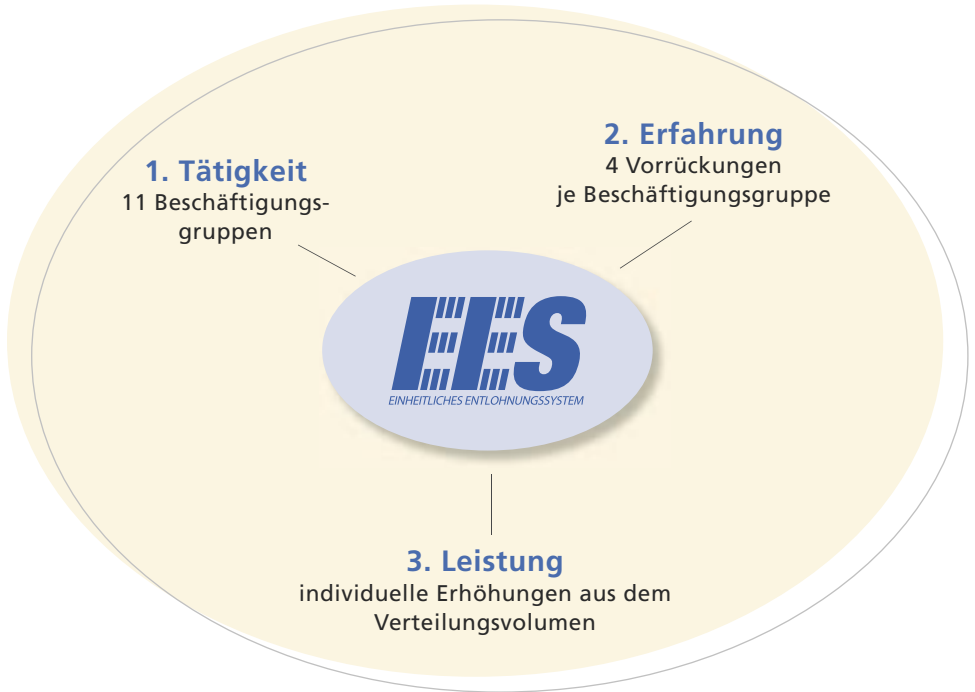 1. Tätigkeit
11 Beschäftigungs-
gruppen
2. Erfahrung
4 Vorrückungen
je Beschäftigungsgruppe
EES
EINHEITLICHES ENTLOHNUNGSSYSTEM
3. Leistung
individuelle Erhöhungen aus dem
Verteilungsvolumen